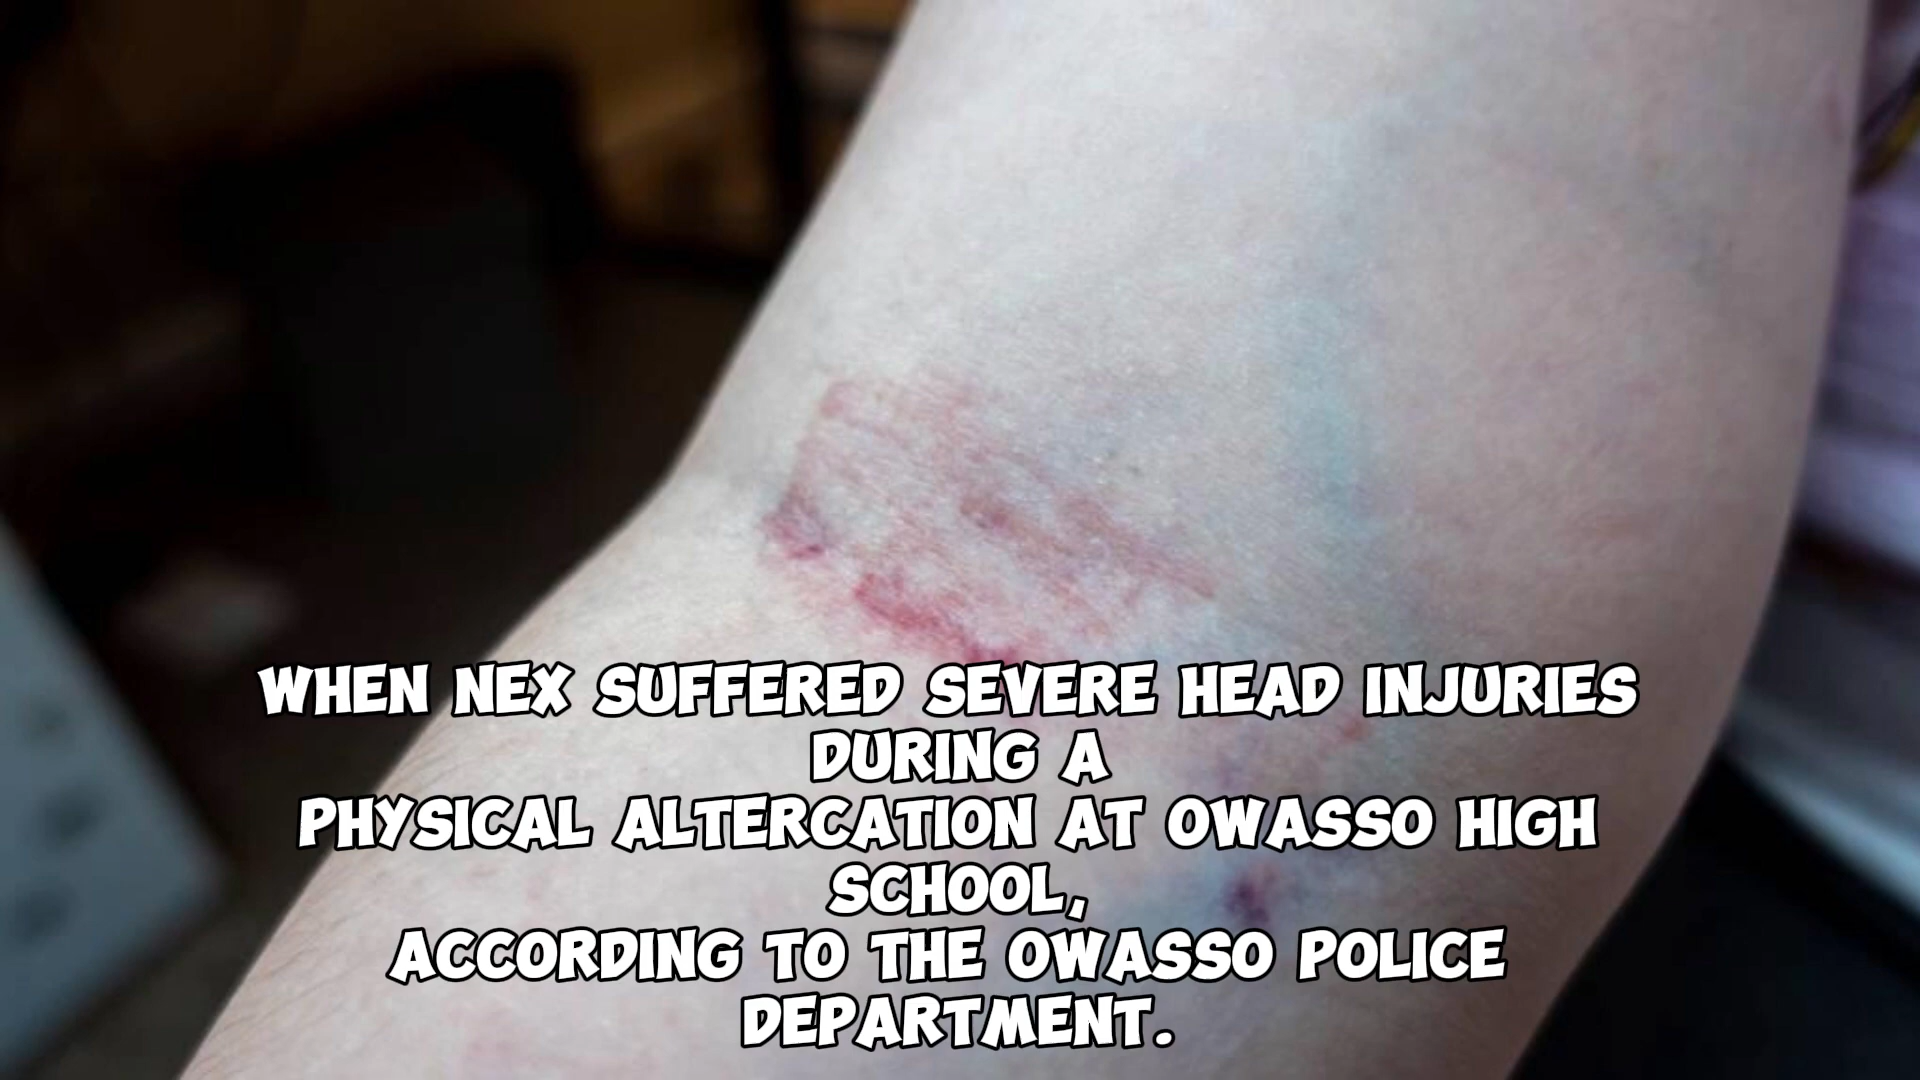 WHEN NEX SUFFERED SEVERE HEAD INJURIES
DURING A
PHYSICAL ALTERCATION AT OWASSO HIGH
SCHOOL,
ACCORDING TO THE OWASSO POLICE
DEPARTMENT.